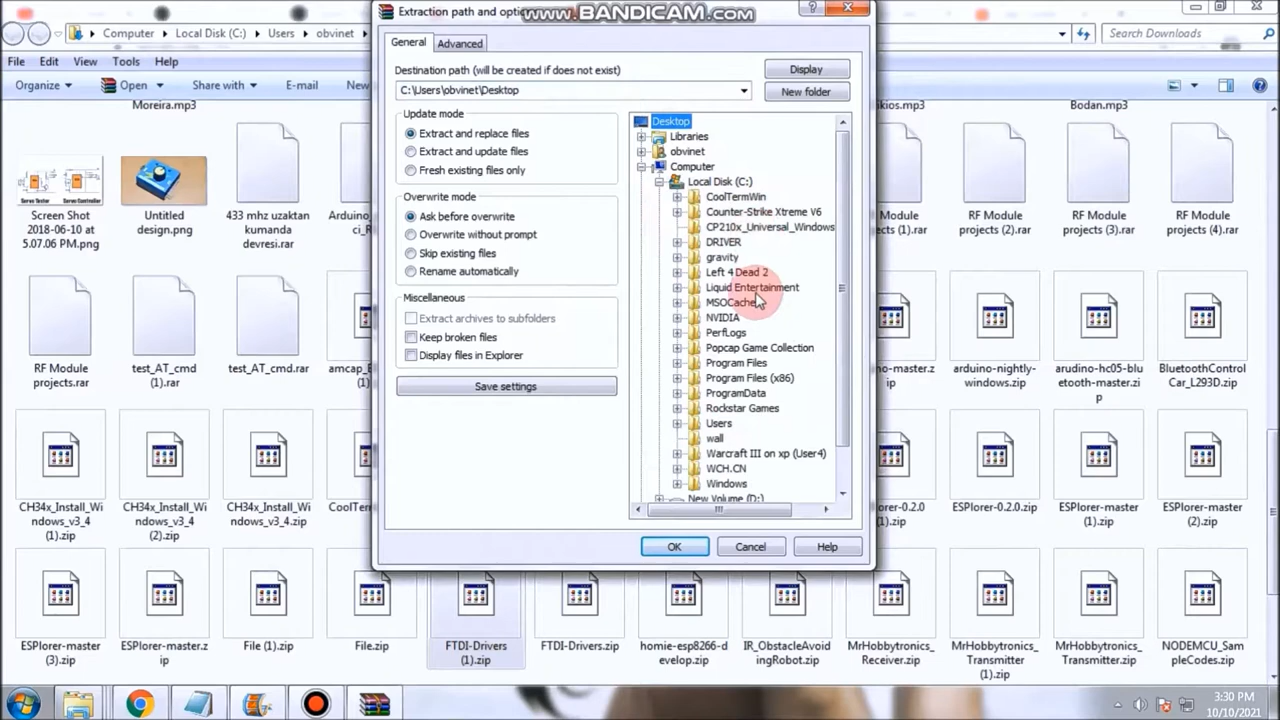 Extraction path and opti
www.BANDICAM.com
Computer
Local Disk (C:)
Users
obvinet
Search Downloads
File
Edit
View
Tools
Help
Organize
Open
Share with
E-mail
General
Advanced
Destination path (will be created if does not exist)
C:\Users\obvinet\Desktop
Display
New folder
Update mode
Extract and replace files
Extract and update files
Fresh existing files only
Overwrite mode
Ask before overwrite
Overwrite without prompt
Skip existing files
Rename automatically
Miscellaneous
Extract archives to subfolders
Keep broken files
Display files in Explorer
Save settings
Desktop
Libraries
obvinet
Computer
Local Disk (C:)
CoolTermWin
Counter-Strike Xtreme V6
CP210x_Universal_Windows
DRIVER
gravity
Left 4 Dead 2
Liquid Entertainment
MSOCache
NVIDIA
PerfLogs
Popcap Game Collection
Program Files
Program Files (x86)
ProgramData
Rockstar Games
Users
wall
Warcraft III on xp (User4)
WCH.CN
Windows
New Volume (D:)
OK
Cancel
Help
Moreira.mp3
kios.mp3
Bodan.mp3
Screen Shot
2018-06-10 at
5.07.06 PM.png
Untitled
design.png
433 mhz uzaktan
kumanda
devresi.rar
Arduino_
ci_R
Module
projects (2).rar
RF Module
projects (3).rar
RF Module
projects (4).rar
RF Module
projects.rar
test_AT_cmd
(1).rar
test_AT_cmd.rar
amcap_
ino-master.z
ip
arduino-nightly-
windows.zip
arudino-hc05-bl
uetooth-master.zi
p
BluetoothControl
Car_L293D.zip
CH34x_Install_Wi
ndows_v3_4
(1).zip
CH34x_Install_Wi
ndows_v3_4
(2).zip
CH34x_Install_Wi
ndows_v3_4.zip
CoolTer
rer-0.2.0
(1).zip
ESPlorer-0.2.0.zip
ESPlorer-master
(1).zip
ESPlorer-master
(2).zip
ESPlorer-master
(3).zip
ESPlorer-master.z
ip
File (1).zip
File.zip
FTDI-Drivers
(1).zip
FTDI-Drivers.zip
homie-esp8266-d
evelop.zip
IR_ObstacleAvoid
ingRobot.zip
MrHobbytronics_
Receiver.zip
MrHobbytronics_
Transmitter
(1).zip
MrHobbytronics_
Transmitter.zip
NODEMCU_Sam
pleCodes.zip
3:30 PM
10/10/2021